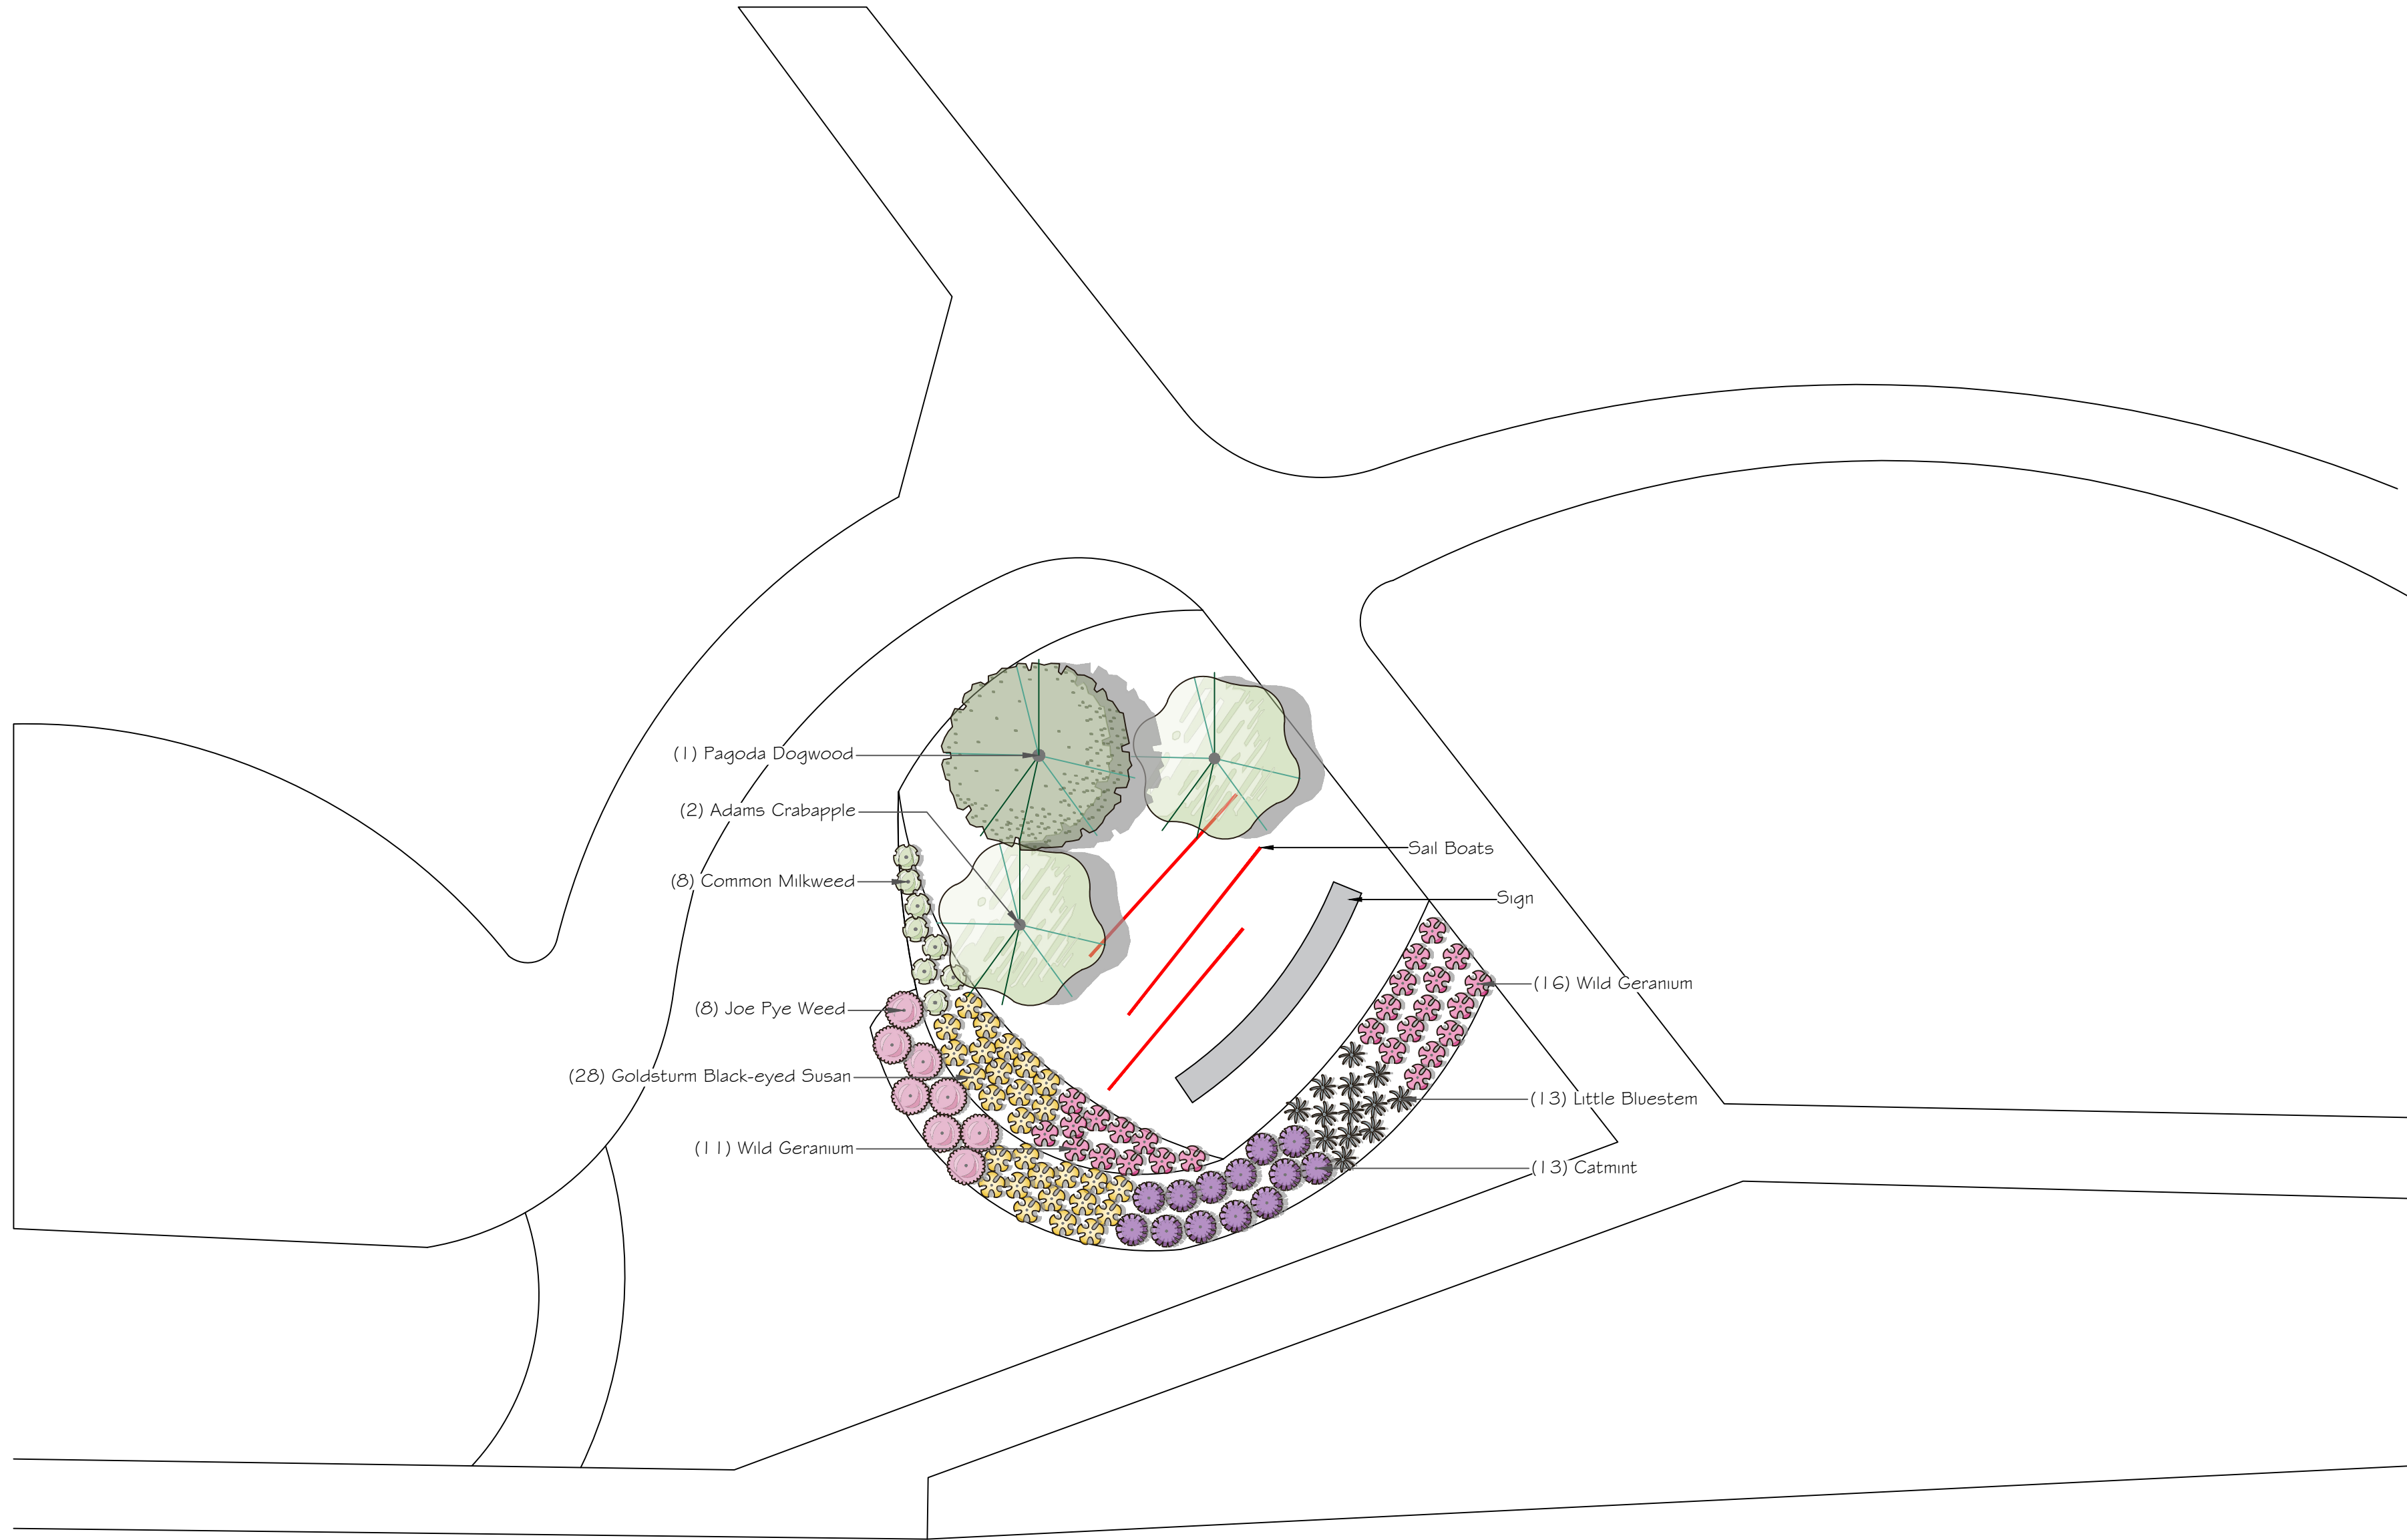 (1) Pagoda Dogwood
(2) Adams Crabapple
(8) Common Milkweed
(8) Joe Pye Weed
(28) Goldsturm Black-eyed Susan
(11) Wild Geranium
Sail Boats
Sign
(16) Wild Geranium
(13) Little Bluestem
(13) Catmint